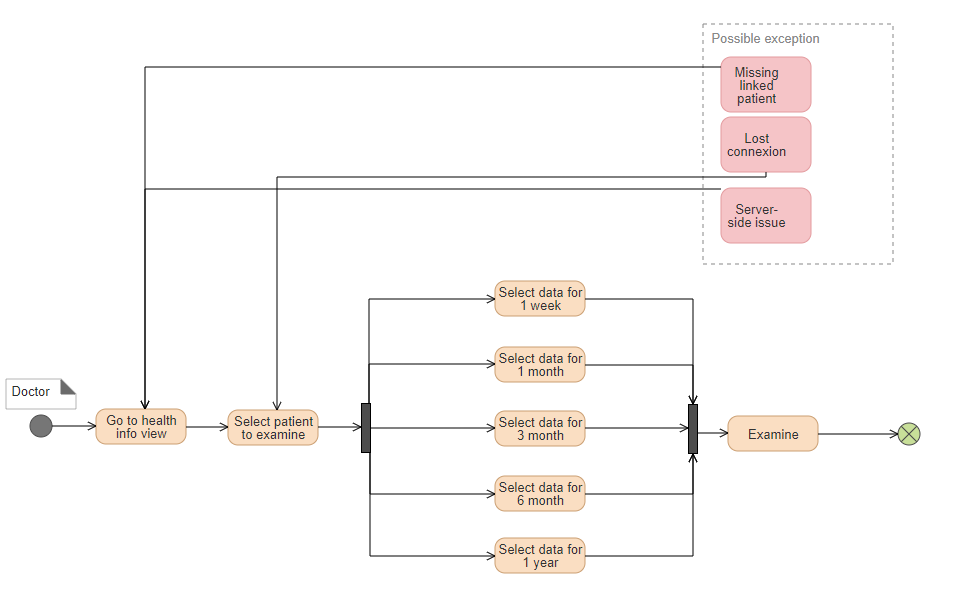 Possible exception
Missing
linked
patient
Lost
connexion
Server-
side issue
Select data for
1 week
Select data for
1 month
Doctor
Go to health
info view
Select patient
to examine
Select data for
3 month
Examine
Select data for
6 month
Select data for
1 year